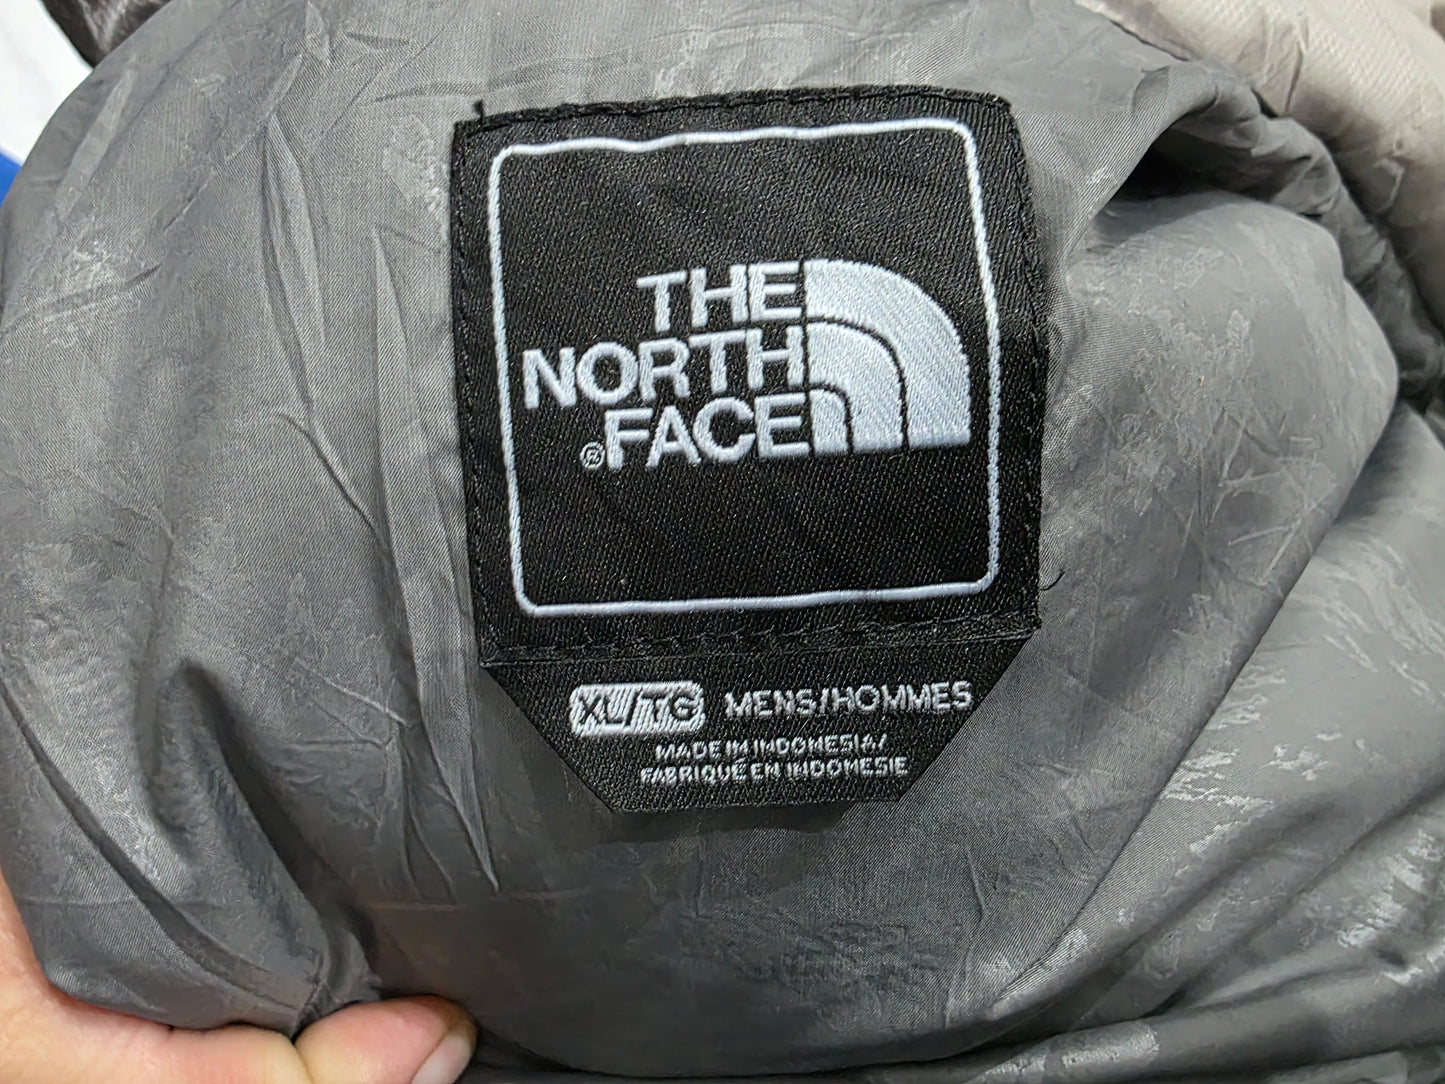 THE
NORTH
®FACE
XL/TG MENS/HOMMES
MADE IN INDONESIA/
FABRIQUÉ EN INDONESIE